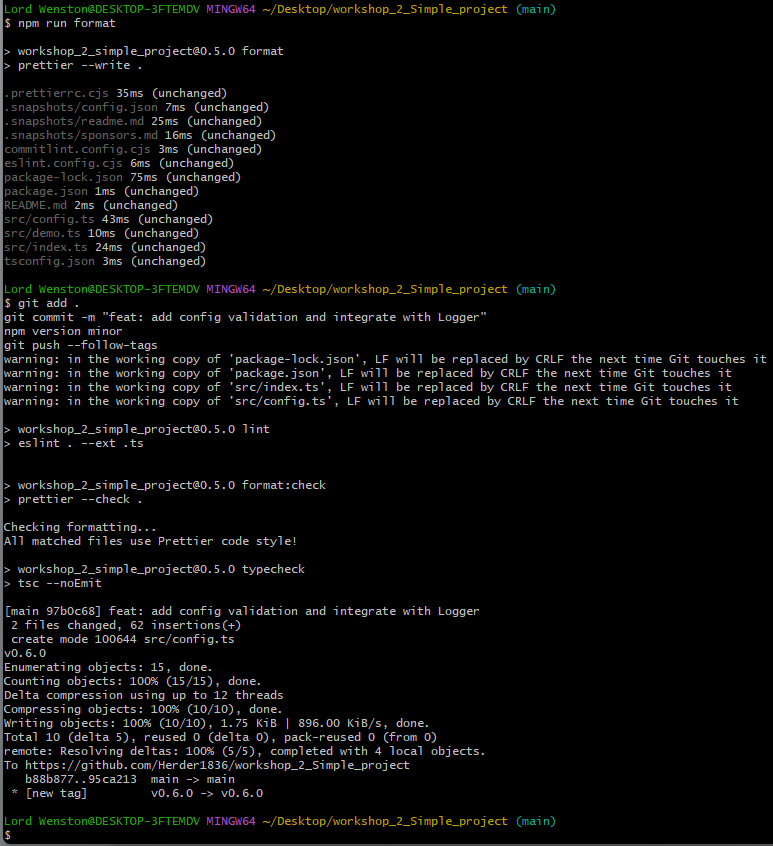 Lord Wenston@DESKTOP-3FTEMDV MINGW64 ~/Desktop/workshop_2_Simple_project (main)
$ npm run format

> workshop_2_simple_project@0.5.0 format
> prettier --write .

.prettierrc.cjs 35ms (unchanged)
.snapshots/config.json 7ms (unchanged)
.snapshots/readme.md 25ms (unchanged)
.snapshots/sponsors.md 16ms (unchanged)
commitlint.config.cjs 3ms (unchanged)
eslint.config.cjs 6ms (unchanged)
package-lock.json 75ms (unchanged)
package.json 1ms (unchanged)
README.md 2ms (unchanged)
src/config.ts 43ms (unchanged)
src/demo.ts 10ms (unchanged)
src/index.ts 24ms (unchanged)
tsconfig.json 3ms (unchanged)

Lord Wenston@DESKTOP-3FTEMDV MINGW64 ~/Desktop/workshop_2_Simple_project (main)
$ git add .
git commit -m "feat: add config validation and integrate with Logger"
npm version minor
git push --follow-tags
warning: in the working copy of 'package-lock.json', LF will be replaced by CRLF the next time Git touches it
warning: in the working copy of 'package.json', LF will be replaced by CRLF the next time Git touches it
warning: in the working copy of 'src/index.ts', LF will be replaced by CRLF the next time Git touches it
warning: in the working copy of 'src/config.ts', LF will be replaced by CRLF the next time Git touches it

> workshop_2_simple_project@0.5.0 lint
> eslint . --ext .ts


> workshop_2_simple_project@0.5.0 format:check
> prettier --check .

Checking formatting...
All matched files use Prettier code style!

> workshop_2_simple_project@0.5.0 typecheck
> tsc --noEmit

[main 97b0c68] feat: add config validation and integrate with Logger
 2 files changed, 62 insertions(+)
 create mode 100644 src/config.ts
v0.6.0
Enumerating objects: 15, done.
Counting objects: 100% (15/15), done.
Delta compression using up to 12 threads
Compressing objects: 100% (10/10), done.
Writing objects: 100% (10/10), 1.75 KiB | 896.00 KiB/s, done.
Total 10 (delta 5), reused 0 (delta 0), pack-reused 0 (from 0)
remote: Resolving deltas: 100% (5/5), completed with 4 local objects.
To https://github.com/Herder1836/workshop_2_Simple_project
   b88b877..95ca213  main -> main
 * [new tag]         v0.6.0 -> v0.6.0

Lord Wenston@DESKTOP-3FTEMDV MINGW64 ~/Desktop/workshop_2_Simple_project (main)
$